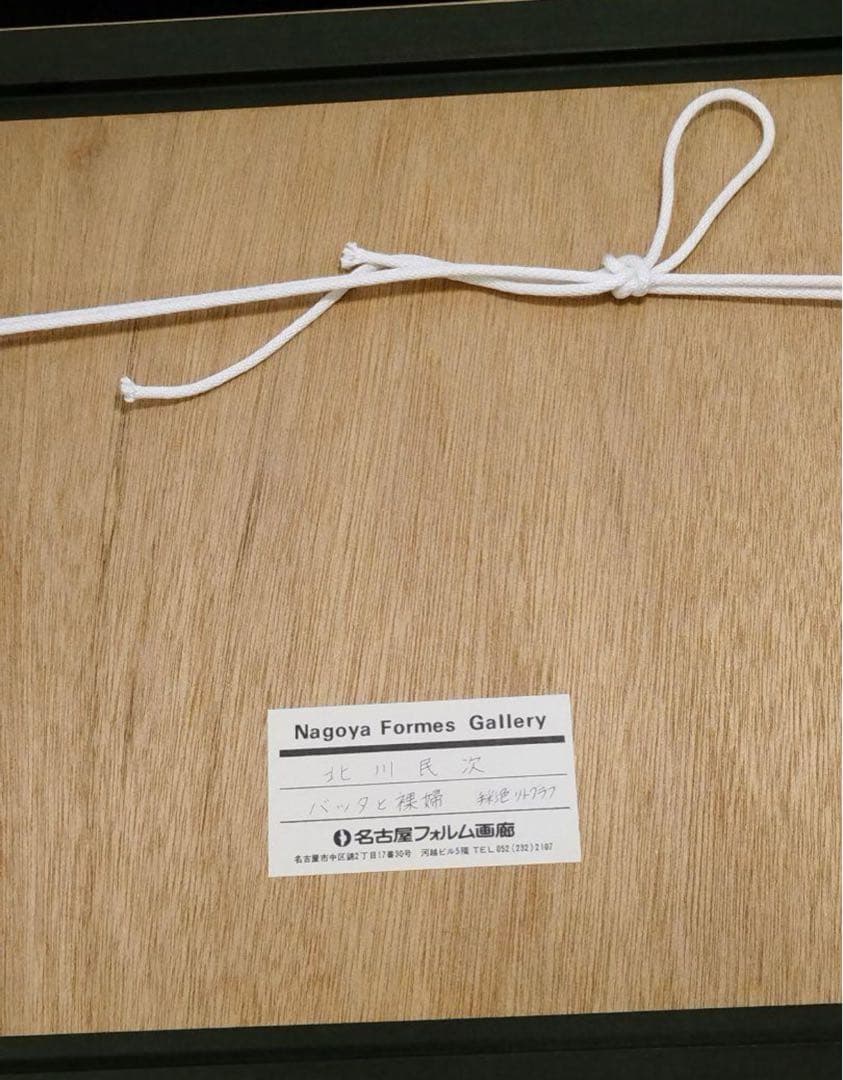 Nagoya Formes Gallery
北川民次
バッタと裸婦 手彩色リトグラフ
名古屋フォルム画廊
名古屋市中区錦2丁目17番30号 河越ビル5階 TEL 052(232)2107